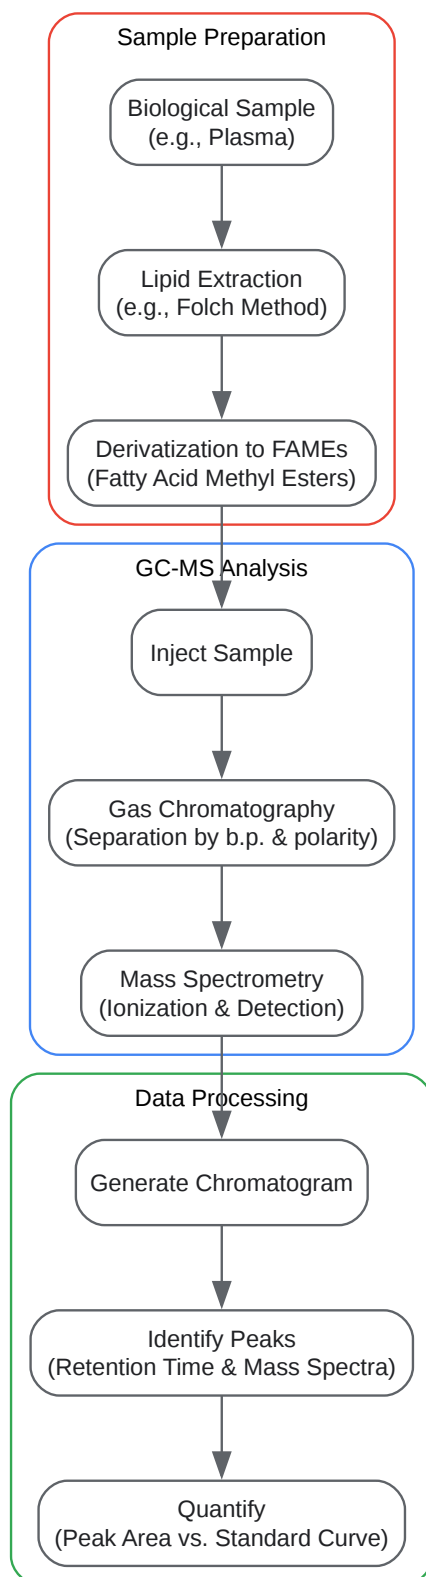 Sample Preparation
Biological Sample
(e.g., Plasma)
Lipid Extraction
(e.g., Folch Method)
Derivatization to FAMEs
(Fatty Acid Methyl Esters)
GC-MS Analysis
Inject Sample
Gas Chromatography
(Separation by b.p. & polarity)
Mass Spectrometry
(Ionization & Detection)
Data Processing
Generate Chromatogram
Identify Peaks
(Retention Time & Mass Spectra)
Quantify
(Peak Area vs. Standard Curve)